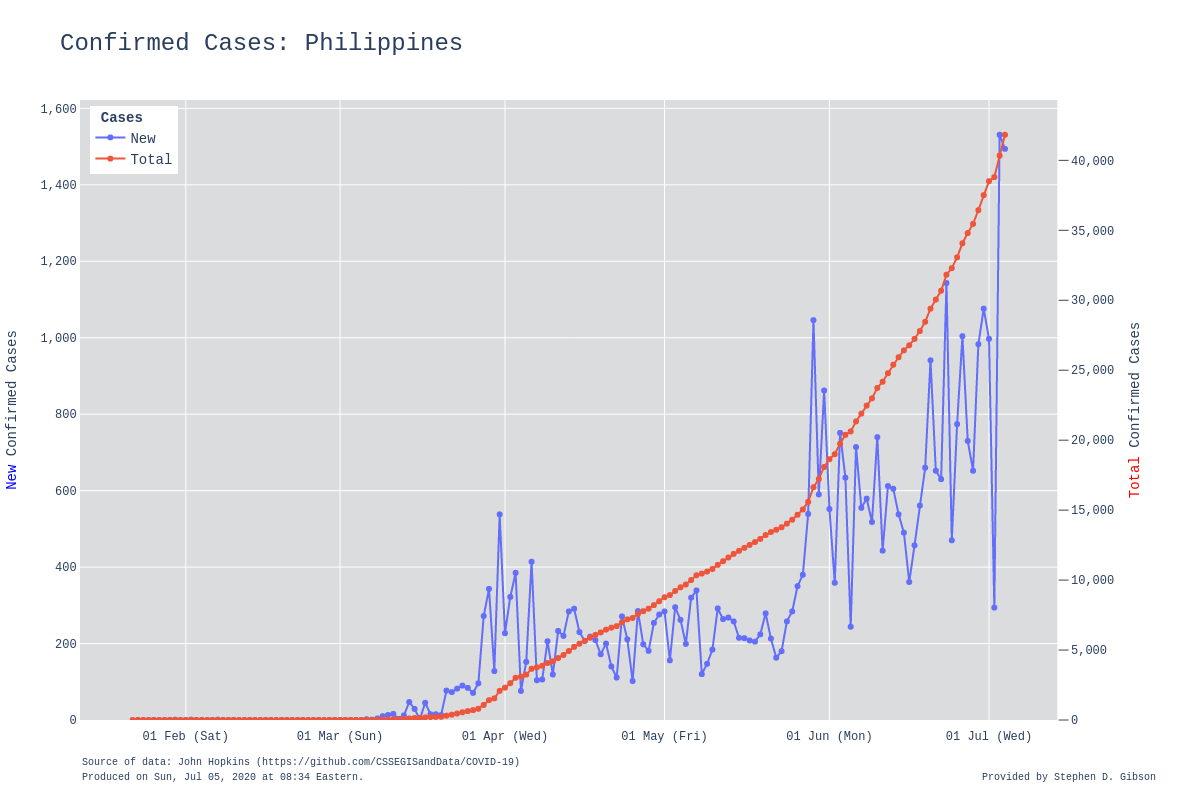 Confirmed Cases: Philippines
Cases
New
Total
1,600
1,400
1,200
1,000
800
600
400
200
0
New Confirmed Cases
40,000
35,000
30,000
25,000
20,000
15,000
10,000
5,000
0
Total Confirmed Cases
01 Feb (Sat) 01 Mar (Sun) 01 Apr (Wed) 01 May (Fri) 01 Jun (Mon) 01 Jul (Wed)
Source of data: John Hopkins (https://github.com/CSSEGISandData/COVID-19)
Produced on Sun, Jul 05, 2020 at 08:34 Eastern.
Provided by Stephen D. Gibson